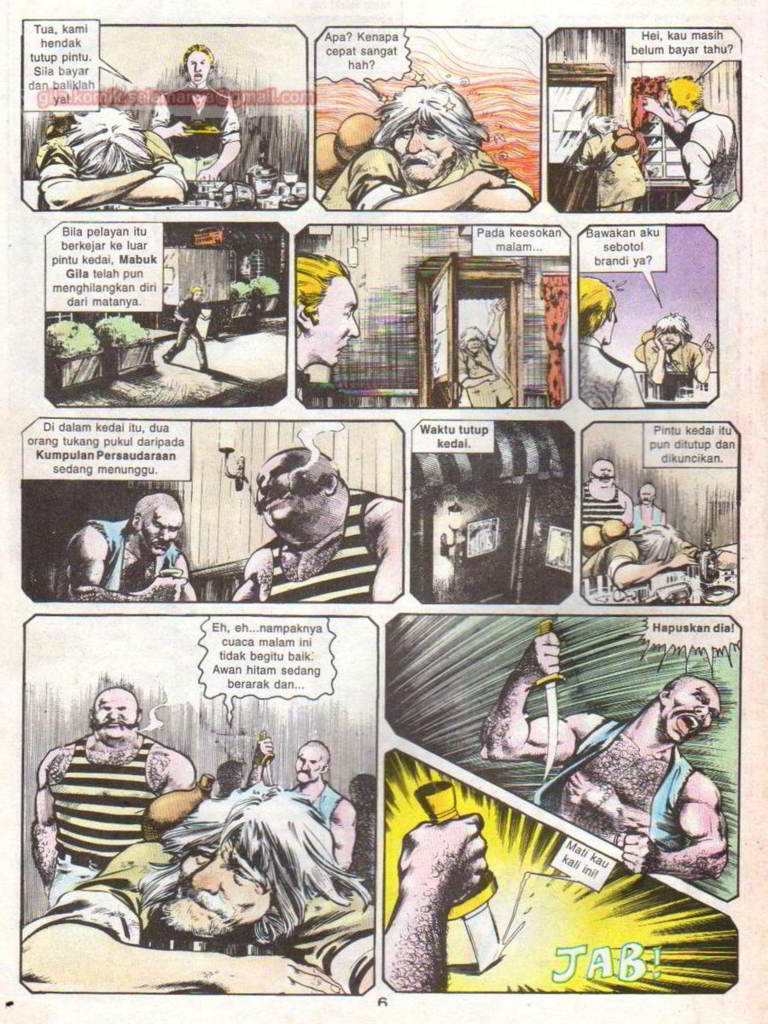 Tua, kami
hendak
tutup pintu.
Sila bayar
dan baliklah
ya!
Apa? Kenapa
cepat sangat
hah?
Hei, kau masih
belum bayar tahu?
Bila pelayan itu
berkejar ke luar
pintu kedai, Mabuk
Gila telah pun
menghilangkan diri
dari matanya.
Pada keesokan
malam...
Bawakan aku
sebotol
brandi ya?
Di dalam kedai itu, dua
orang tukang pukul daripada
Kumpulan Persaudaraan
sedang menunggu.
Waktu tutup
kedai.
Pintu kedai itu
pun ditutup dan
dikuncikan.
Eh, eh...nampaknya
cuaca malam ini
tidak begitu baik.
Awan hitam sedang
berarak dan...
Hapuskan dia!
Mati kau
kali ini!
JAB!
6